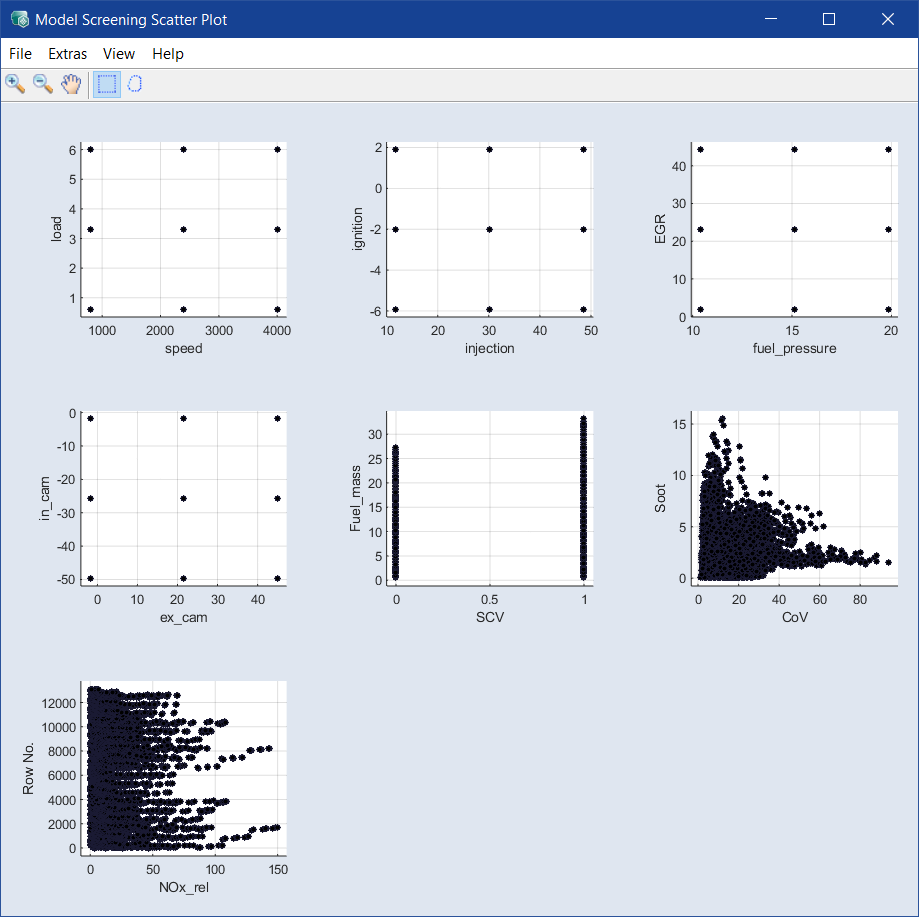 Model Screening Scatter Plot
File Extras View Help
6
5
4
3
2
1
load
1000 2000 3000 4000
speed
2
0
-2
-4
-6
ignition
10 20 30 40 50
injection
40
30
20
10
0
EGR
10 15 20
fuel_pressure
0
-10
-20
-30
-40
-50
in_cam
0 10 20 30 40
ex_cam
30
25
20
15
10
5
0
Fuel_mass
0 0.5 1
SCV
15
10
5
0
Soot
0 20 40 60 80
CoV
12000
10000
8000
6000
4000
2000
0
Row No.
0 50 100 150
NOx_rel